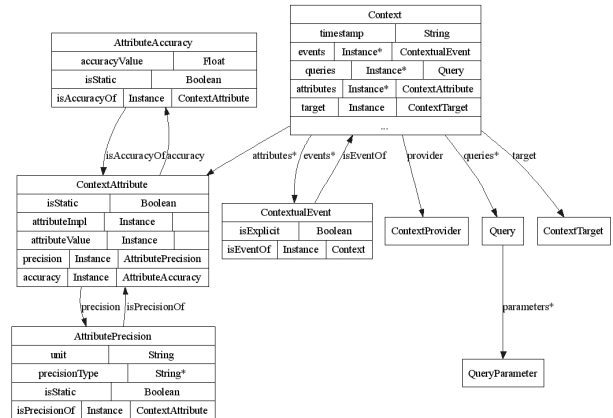 Context
timestamp String
events Instance* ContextualEvent
queries Instance* Query
attributes Instance* ContextAttribute
target Instance ContextTarget
...
AttributeAccuracy
accuracyValue Float
isStatic Boolean
isAccuracyOf Instance ContextAttribute
isAccuracyOf accuracy attributes* events* isEventOf provider queries* target
ContextAttribute
isStatic Boolean
attributeImpl Instance
attributeValue Instance
precision Instance AttributePrecision
accuracy Instance AttributeAccuracy
ContextualEvent
isExplicit Boolean
isEventOf Instance Context
ContextProvider Query ContextTarget
precision isPrecisionOf parameters*
AttributePrecision
unit String
precisionType String*
isStatic Boolean
isPrecisionOf Instance ContextAttribute
QueryParameter